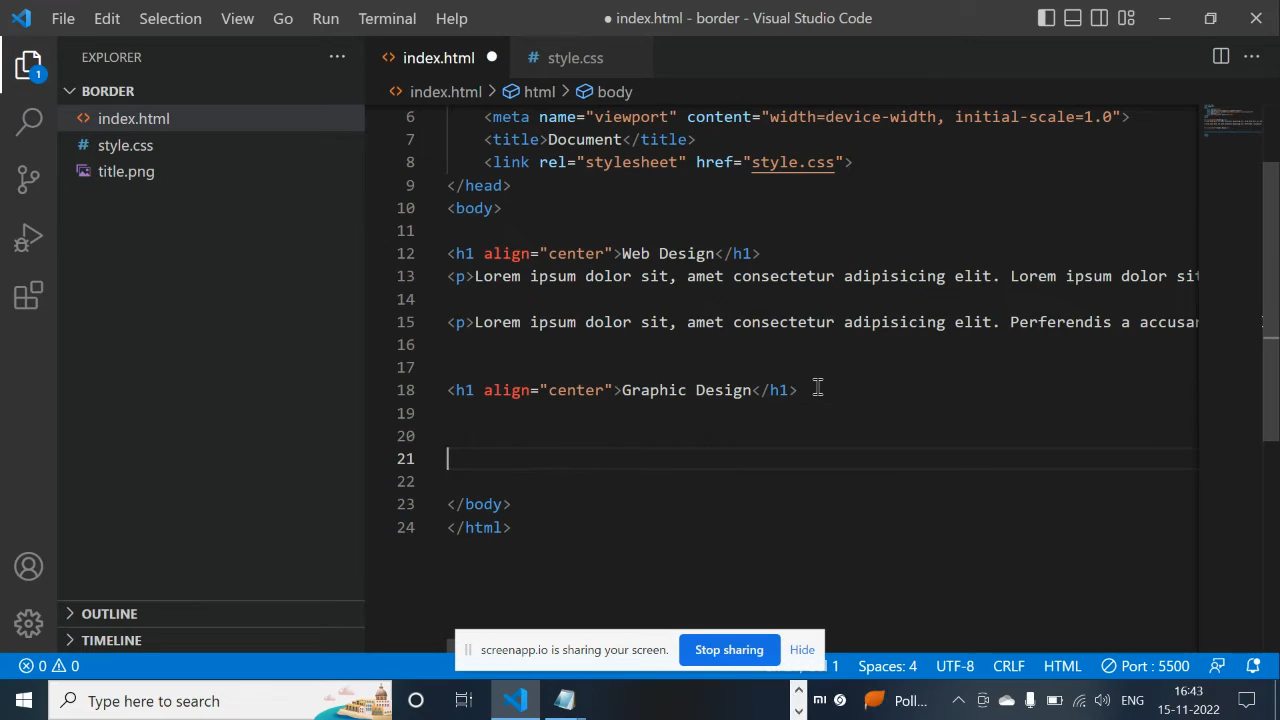 File Edit Selection View Go Run Terminal Help
● index.html - border - Visual Studio Code
EXPLORER
1
BORDER
index.html
style.css
title.png
OUTLINE
TIMELINE
index.html
style.css
index.html > html > body
6 <meta name="viewport" content="width=device-width, initial-scale=1.0">
7 <title>Document</title>
8 <link rel="stylesheet" href="style.css">
9 </head>
10 <body>
11
12 <h1 align="center">Web Design</h1>
13 <p>Lorem ipsum dolor sit, amet consectetur adipisicing elit. Lorem ipsum dolor sit
14
15 <p>Lorem ipsum dolor sit, amet consectetur adipisicing elit. Perferendis a accusa
16
17
18 <h1 align="center">Graphic Design</h1>
19
20
21
22
23 </body>
24 </html>
screenapp.io is sharing your screen. Stop sharing Hide
0 0 Spaces: 4 UTF-8 CRLF HTML Port : 5500
Type here to search
Poll... ENG
16:43
15-11-2022